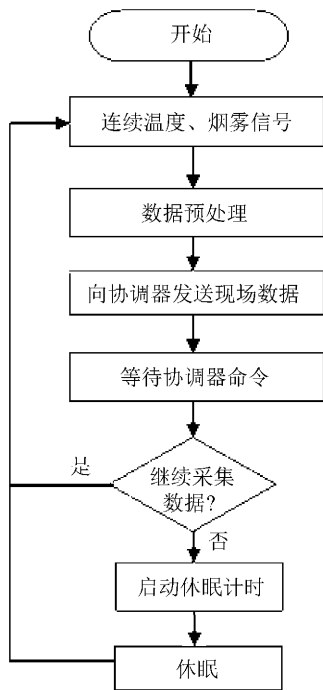 开始
连续温度、烟雾信号
数据预处理
向协调器发送现场数据
等待协调器命令
是
继续采集
数据?
否
启动休眠计时
休眠